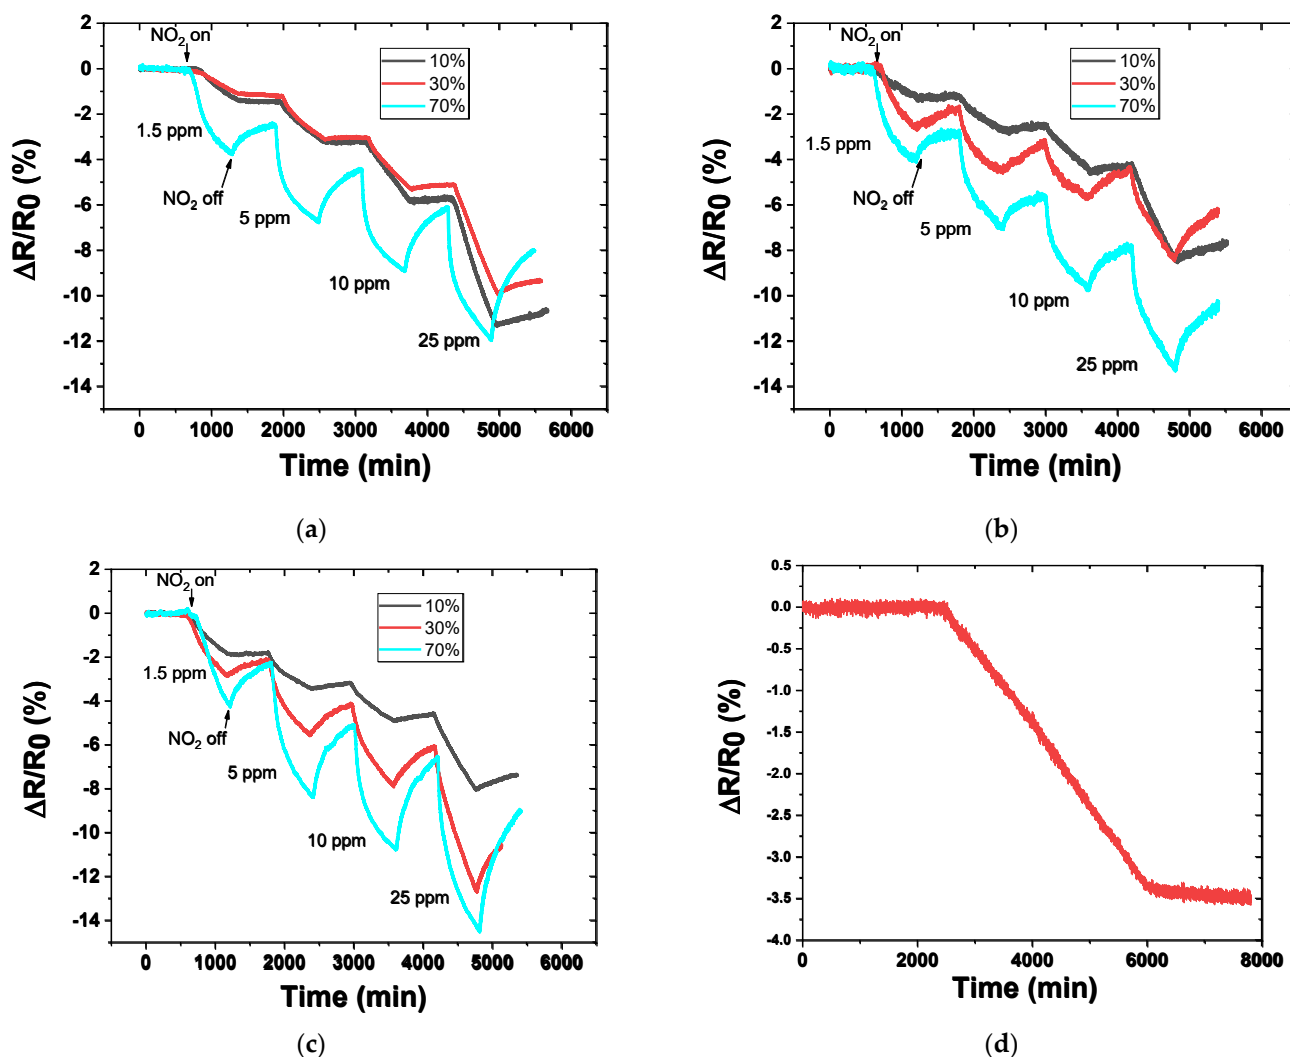 2
0
-2
-4
-6
-8
-10
-12
-14
ΔR/R0 (%)
NO2 on
10%
30%
70%
1.5 ppm
NO2 off
5 ppm
10 ppm
25 ppm
0 1000 2000 3000 4000 5000 6000
Time (min)
(a)
2
0
-2
-4
-6
-8
-10
-12
-14
ΔR/R0 (%)
NO2 on
10%
30%
70%
1.5 ppm
NO2 off
5 ppm
10 ppm
25 ppm
0 1000 2000 3000 4000 5000 6000
Time (min)
(b)
2
0
-2
-4
-6
-8
-10
-12
-14
ΔR/R0 (%)
NO2 on
10%
30%
70%
1.5 ppm
NO2 off
5 ppm
10 ppm
25 ppm
0 1000 2000 3000 4000 5000 6000
Time (min)
(c)
0.5
0.0
-0.5
-1.0
-1.5
-2.0
-2.5
-3.0
-3.5
-4.0
ΔR/R0 (%)
0 2000 4000 6000 8000
Time (min)
(d)